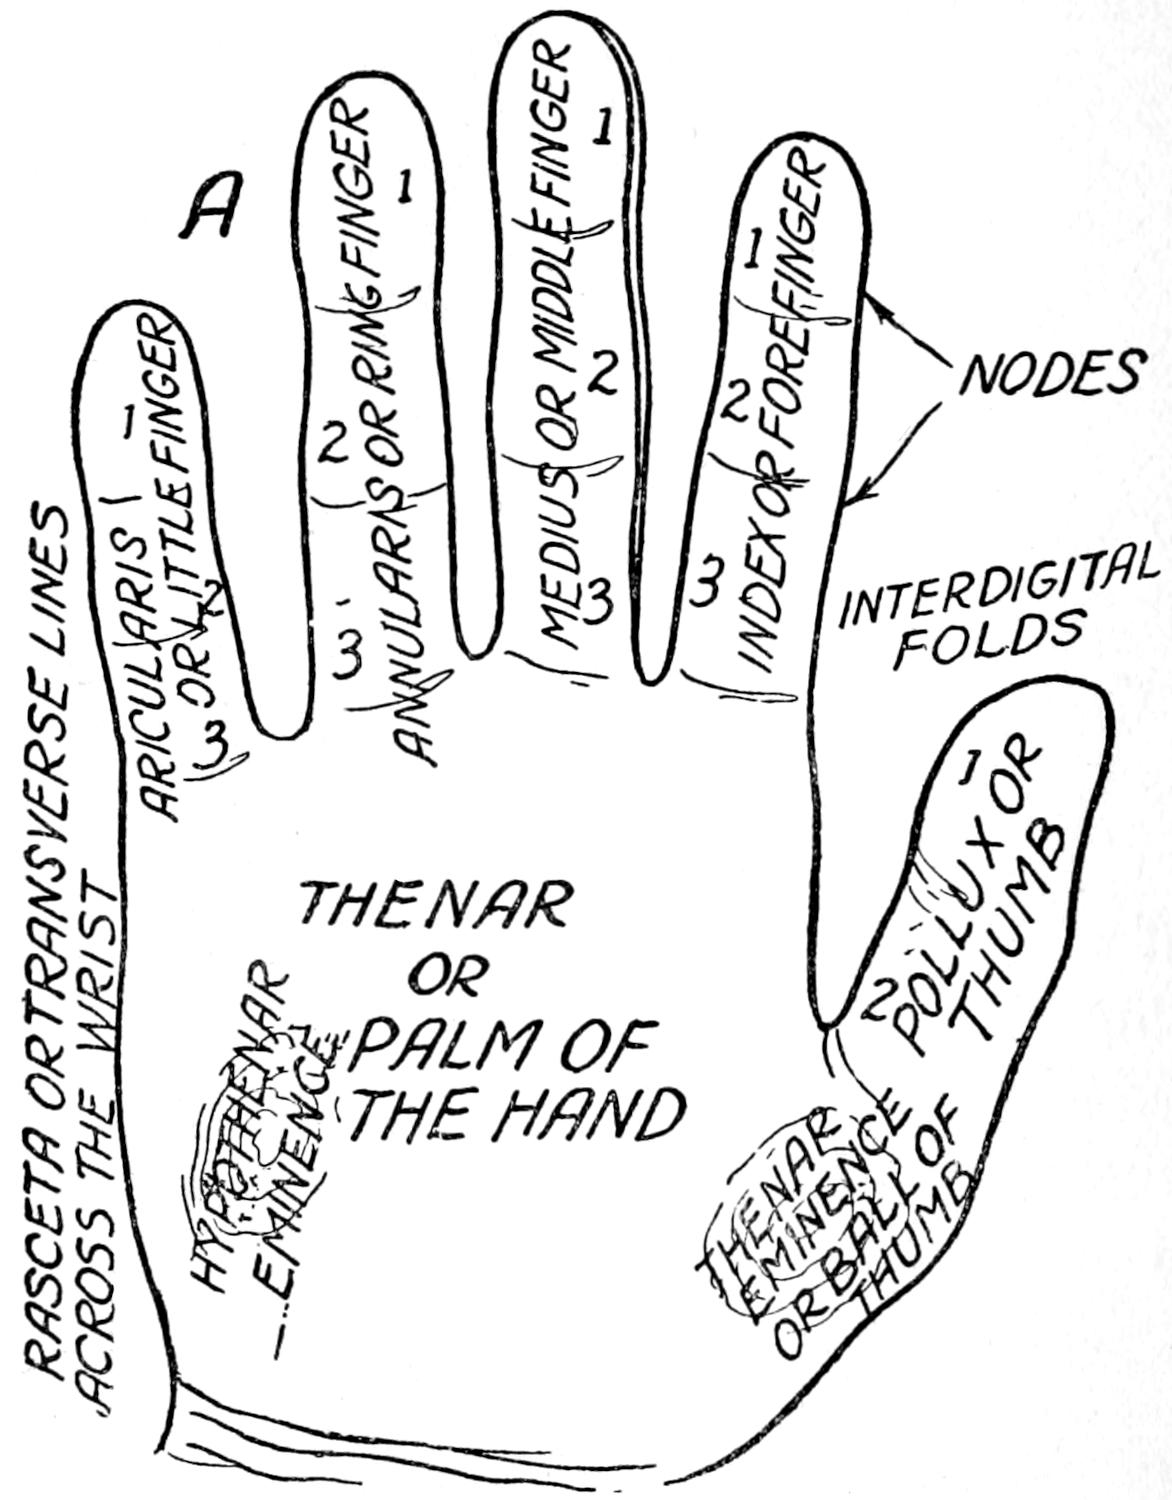 A
1
ARICULARIS
OR LITTLE FINGER
2
3
ANNULARIS OR RING FINGER
1
2
3
MEDIUS OR MIDDLE FINGER
1
2
3
INDEX OR FOREFINGER
1
2
3
NODES
INTERDIGITAL
FOLDS
1
POLLUX OR
THUMB
2
THENAR
OR
PALM OF
THE HAND
HYPOTHENAR
EMINENCE
THENAR
EMINENCE
OR BALL OF
THUMB
RASCETA OR TRANSVERSE LINES
ACROSS THE WRIST